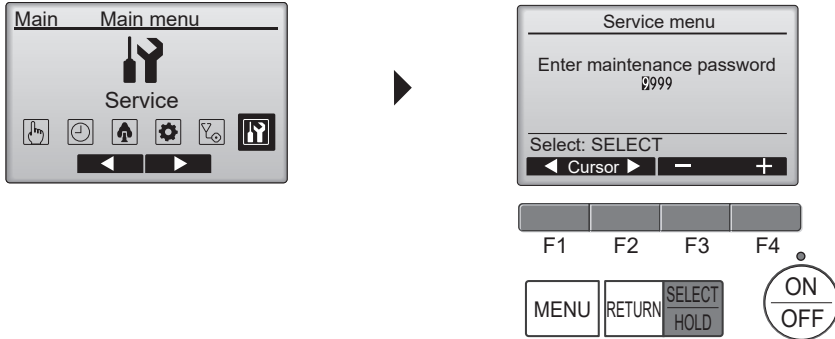 Main Main menu
Service
Service menu
Enter maintenance password
9999
Select: SELECT
Cursor − +
F1 F2 F3 F4
MENU RETURN SELECT
HOLD
ON
OFF